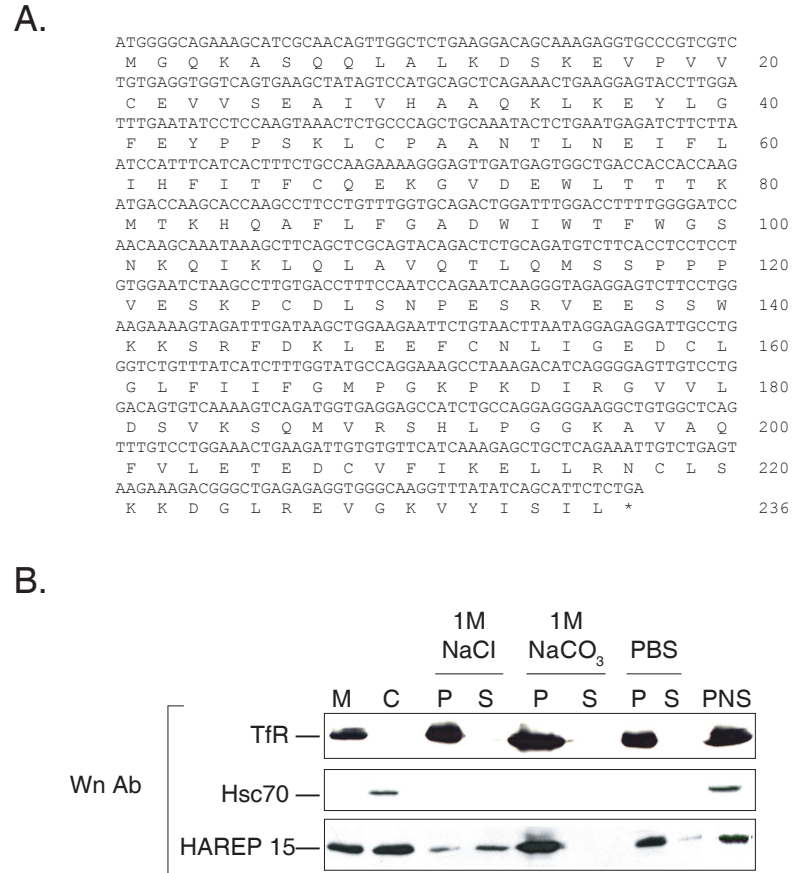 A.
ATGGGGCAGAAAGCATCGCAACAGTTGGCTCTGAAGGACAGCAAAGAGGTGCCCGTCGTC
M G Q K A S Q Q L A L K D S K E V P V V 20
TGTGAGGTGGTCAGTGAAGCTATAGTCCATGCAGCTCAGAAACTGAAGGAGTACCTTGGA
C E V V S E A I V H A A Q K L K E Y L G 40
TTTGAATATCCTCCAAGTAAACTCTGCCCAGCTGCAAATACTCTGAATGAGATCTTCTTA
F E Y P P S K L C P A A N T L N E I F L 60
ATCCATTTCATCACTTTCTGCCAAGAAAAGGGAGTTGATGAGTGGCTGACCACCACCAAG
I H F I T F C Q E K G V D E W L T T T K 80
ATGACCAAGCACCAAGCCTTCCTGTTTGGTGCAGACTGGATTTGGACCTTTTGGGGATCC
M T K H Q A F L F G A D W I W T F W G S 100
AACAAGCAAATAAAGCTTCAGCTCGCAGTACAGACTCTGCAGATGTCTTCACCTCCTCCT
N K Q I K L Q L A V Q T L Q M S S P P P 120
GTGGAATCTAAGCCTTGTGACCTTTCCAATCCAGAATCAAGGGTAGAGGAGTCTTCCTGG
V E S K P C D L S N P E S R V E E S S W 140
AAGAAAAGTAGATTTGATAAGCTGGAAGAATTCTGTAACTTAATAGGAGAGGATTGCCTG
K K S R F D K L E E F C N L I G E D C L 160
GGTCTGTTTATCATCTTTGGTATGCCAGGAAAGCCTAAAGACATCAGGGGAGTTGTCCTG
G L F I I F G M P G K P K D I R G V V L 180
GACAGTGTCAAAAGTCAGATGGTGAGGAGCCATCTGCCAGGAGGGAAGGCTGTGGCTCAG
D S V K S Q M V R S H L P G G K A V A Q 200
TTTGTCCTGGAAACTGAAGATTGTGTGTTCATCAAAGAGCTGCTCAGAAATTGTCTGAGT
F V L E T E D C V F I K E L L R N C L S 220
AAGAAAGACGGGCTGAGAGAGGTGGGCAAGGTTTATATCAGCATTCTCTGA
K K D G L R E V G K V Y I S I L * 236
B.
1M NaCl 1M NaCO3 PBS
M C P S P S P S PNS
TfR
Wn Ab
Hsc70
HAREP 15